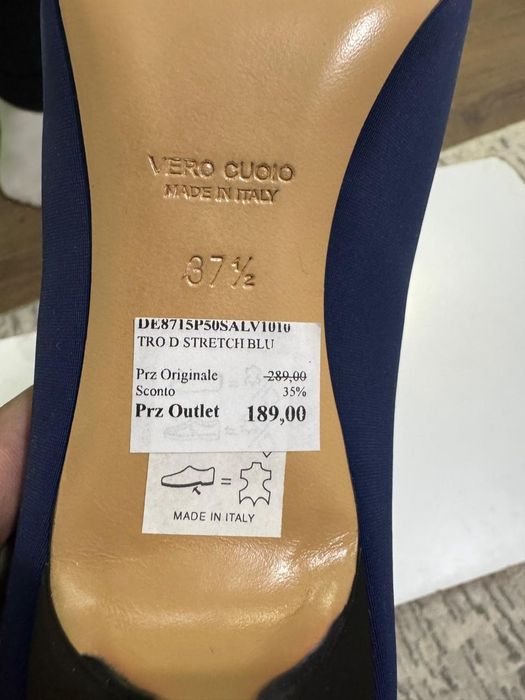 VERO CUOIO
MADE IN ITALY
37½
DE8715P50SALV1010
TRO D STRETCH BLU
Prz Originale 289,00
Sconto 35%
Prz Outlet 189,00
=
MADE IN ITALY